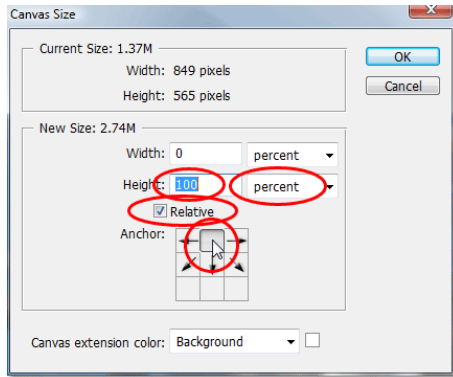 Canvas Size
Current Size: 1.37M
Width: 849 pixels
Height: 565 pixels
OK
Cancel
New Size: 2.74M
Width: 0 percent
Height: 100 percent
Relative
Anchor:
Canvas extension color: Background